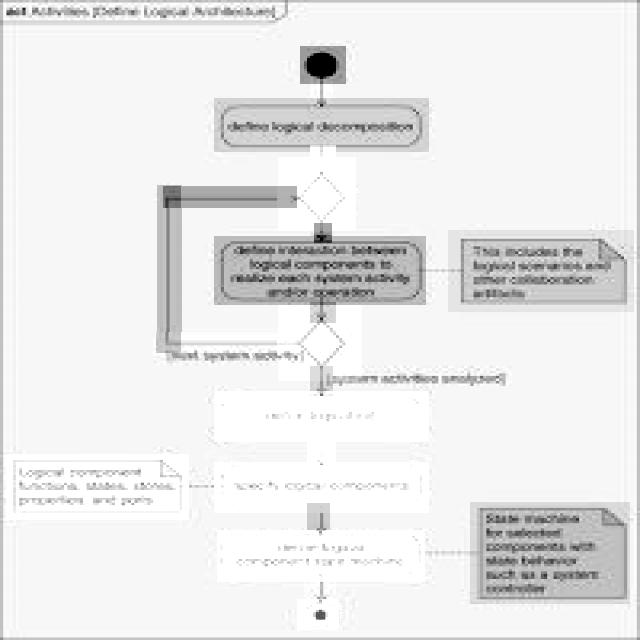 act Activities [Define Logical Architecture]
define logical decomposition
define interaction between
logical components to
realize each system activity
and/or operation
This includes the
logical scenarios and
other collaboration
artifacts
[next system activity]
[system activities analyzed]
define logical
Logical component
functions, states, stores,
properties, and ports
specify logical components
define logical
component state machine
State machine
for selected
components with
state behavior
such as a system
controller